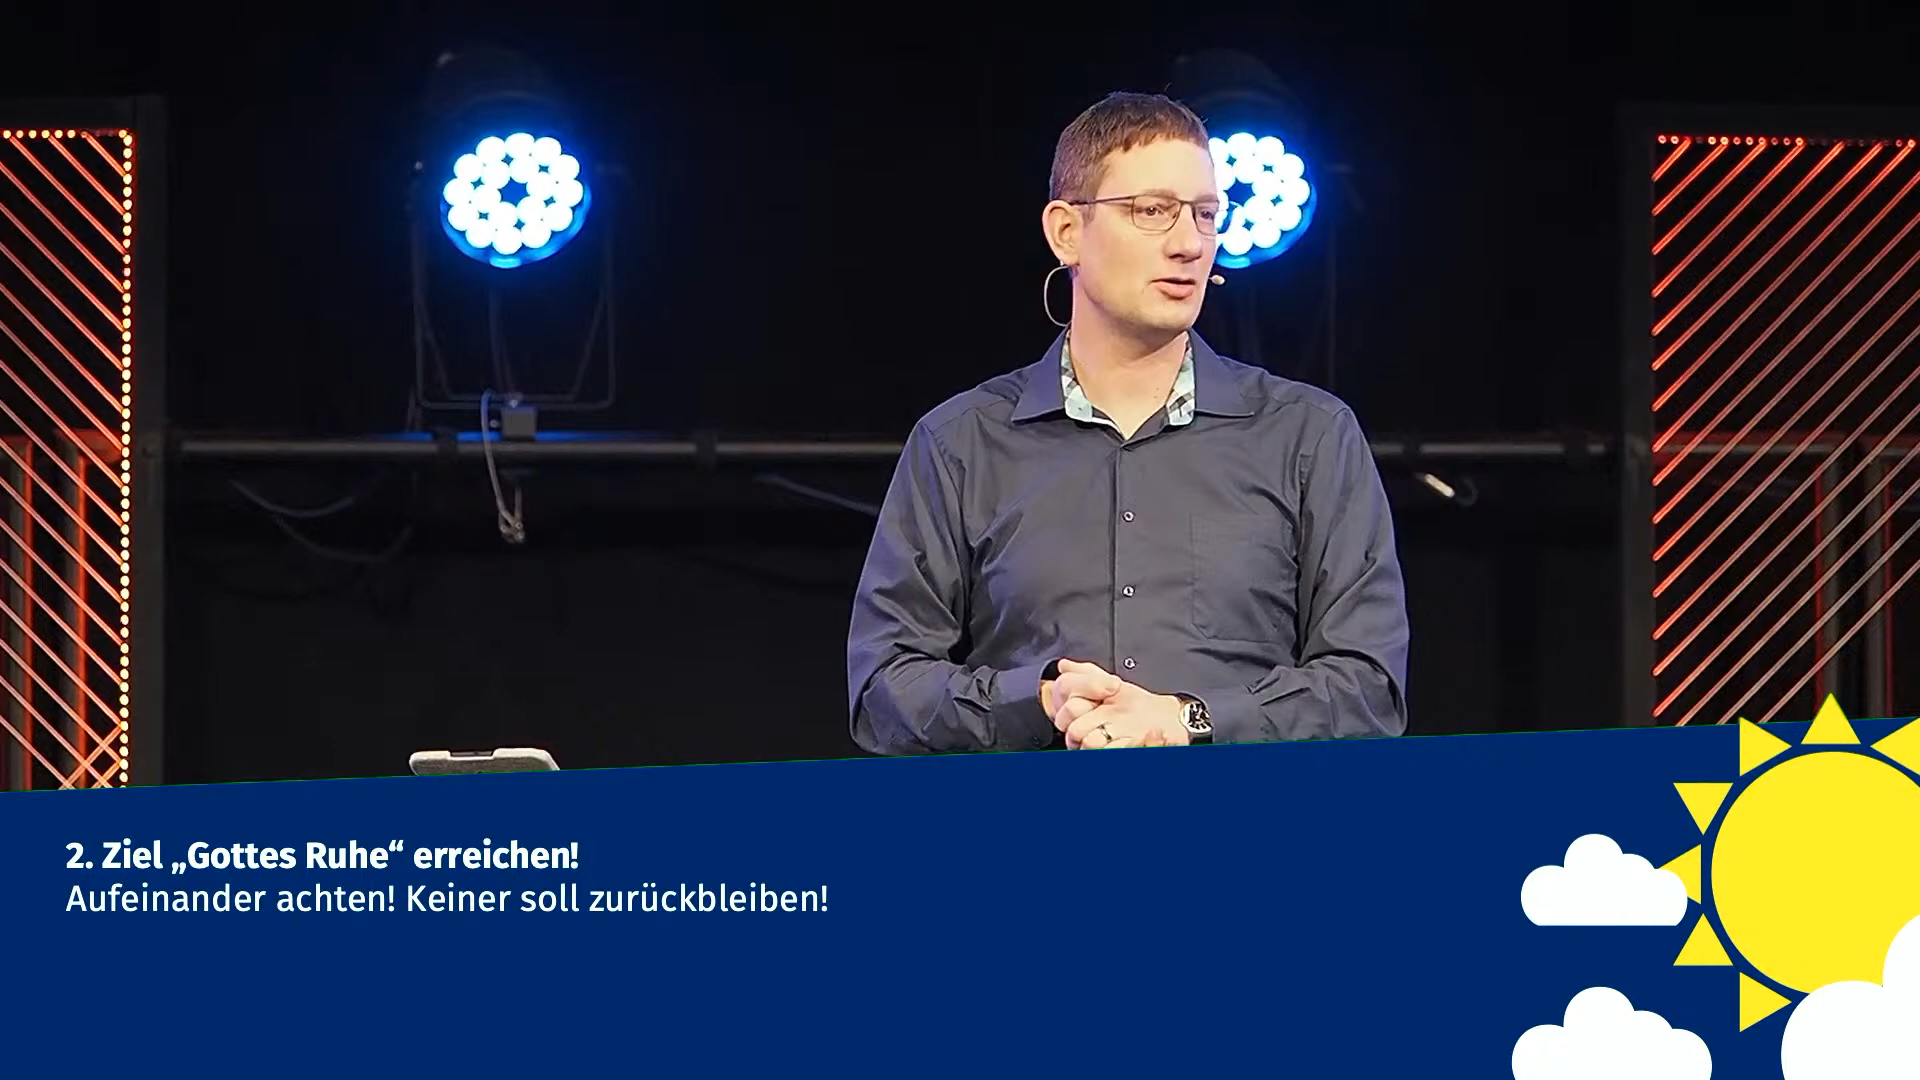 2. Ziel „Gottes Ruhe“ erreichen!
Aufeinander achten! Keiner soll zurückbleiben!